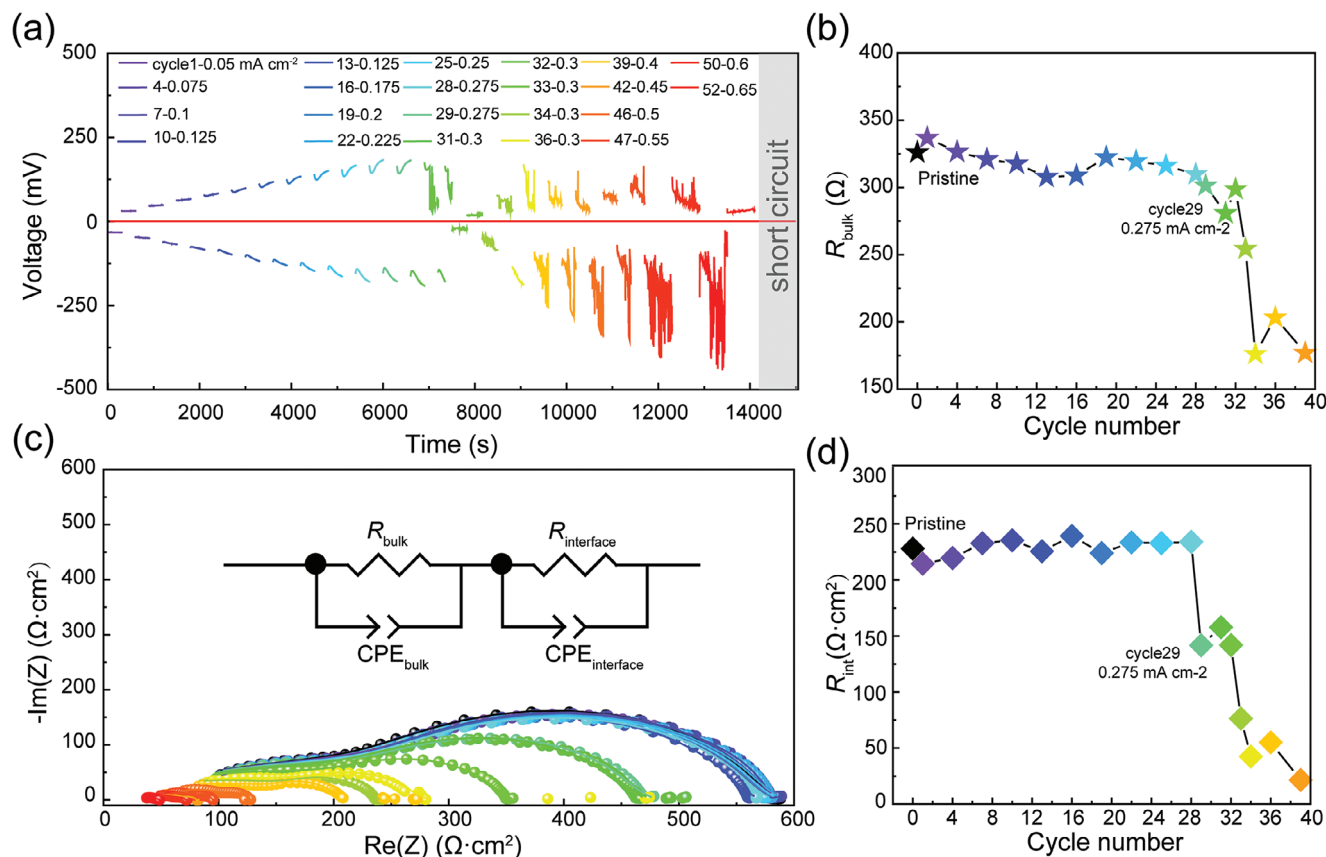 (a)
500
250
0
-250
-500
Voltage (mV)
cycle1-0.05 mA cm⁻²
4-0.075
7-0.1
10-0.125
13-0.125
16-0.175
19-0.2
22-0.225
25-0.25
28-0.275
29-0.275
31-0.3
32-0.3
33-0.3
34-0.3
36-0.3
39-0.4
42-0.45
46-0.5
47-0.55
50-0.6
52-0.65
short circuit
0 2000 4000 6000 8000 10000 12000 14000
Time (s)
(b)
400
350
300
250
200
150
R_bulk (Ω)
Pristine
cycle29
0.275 mA cm-2
0 4 8 12 16 20 24 28 32 36 40
Cycle number
(c)
600
500
400
300
200
100
0
-Im(Z) (Ω·cm²)
R_bulk
R_interface
CPE_bulk
CPE_interface
0 100 200 300 400 500 600
Re(Z) (Ω·cm²)
(d)
250
200
150
100
50
0
R_int(Ω·cm²)
Pristine
cycle29
0.275 mA cm-2
0 4 8 12 16 20 24 28 32 36 40
Cycle number